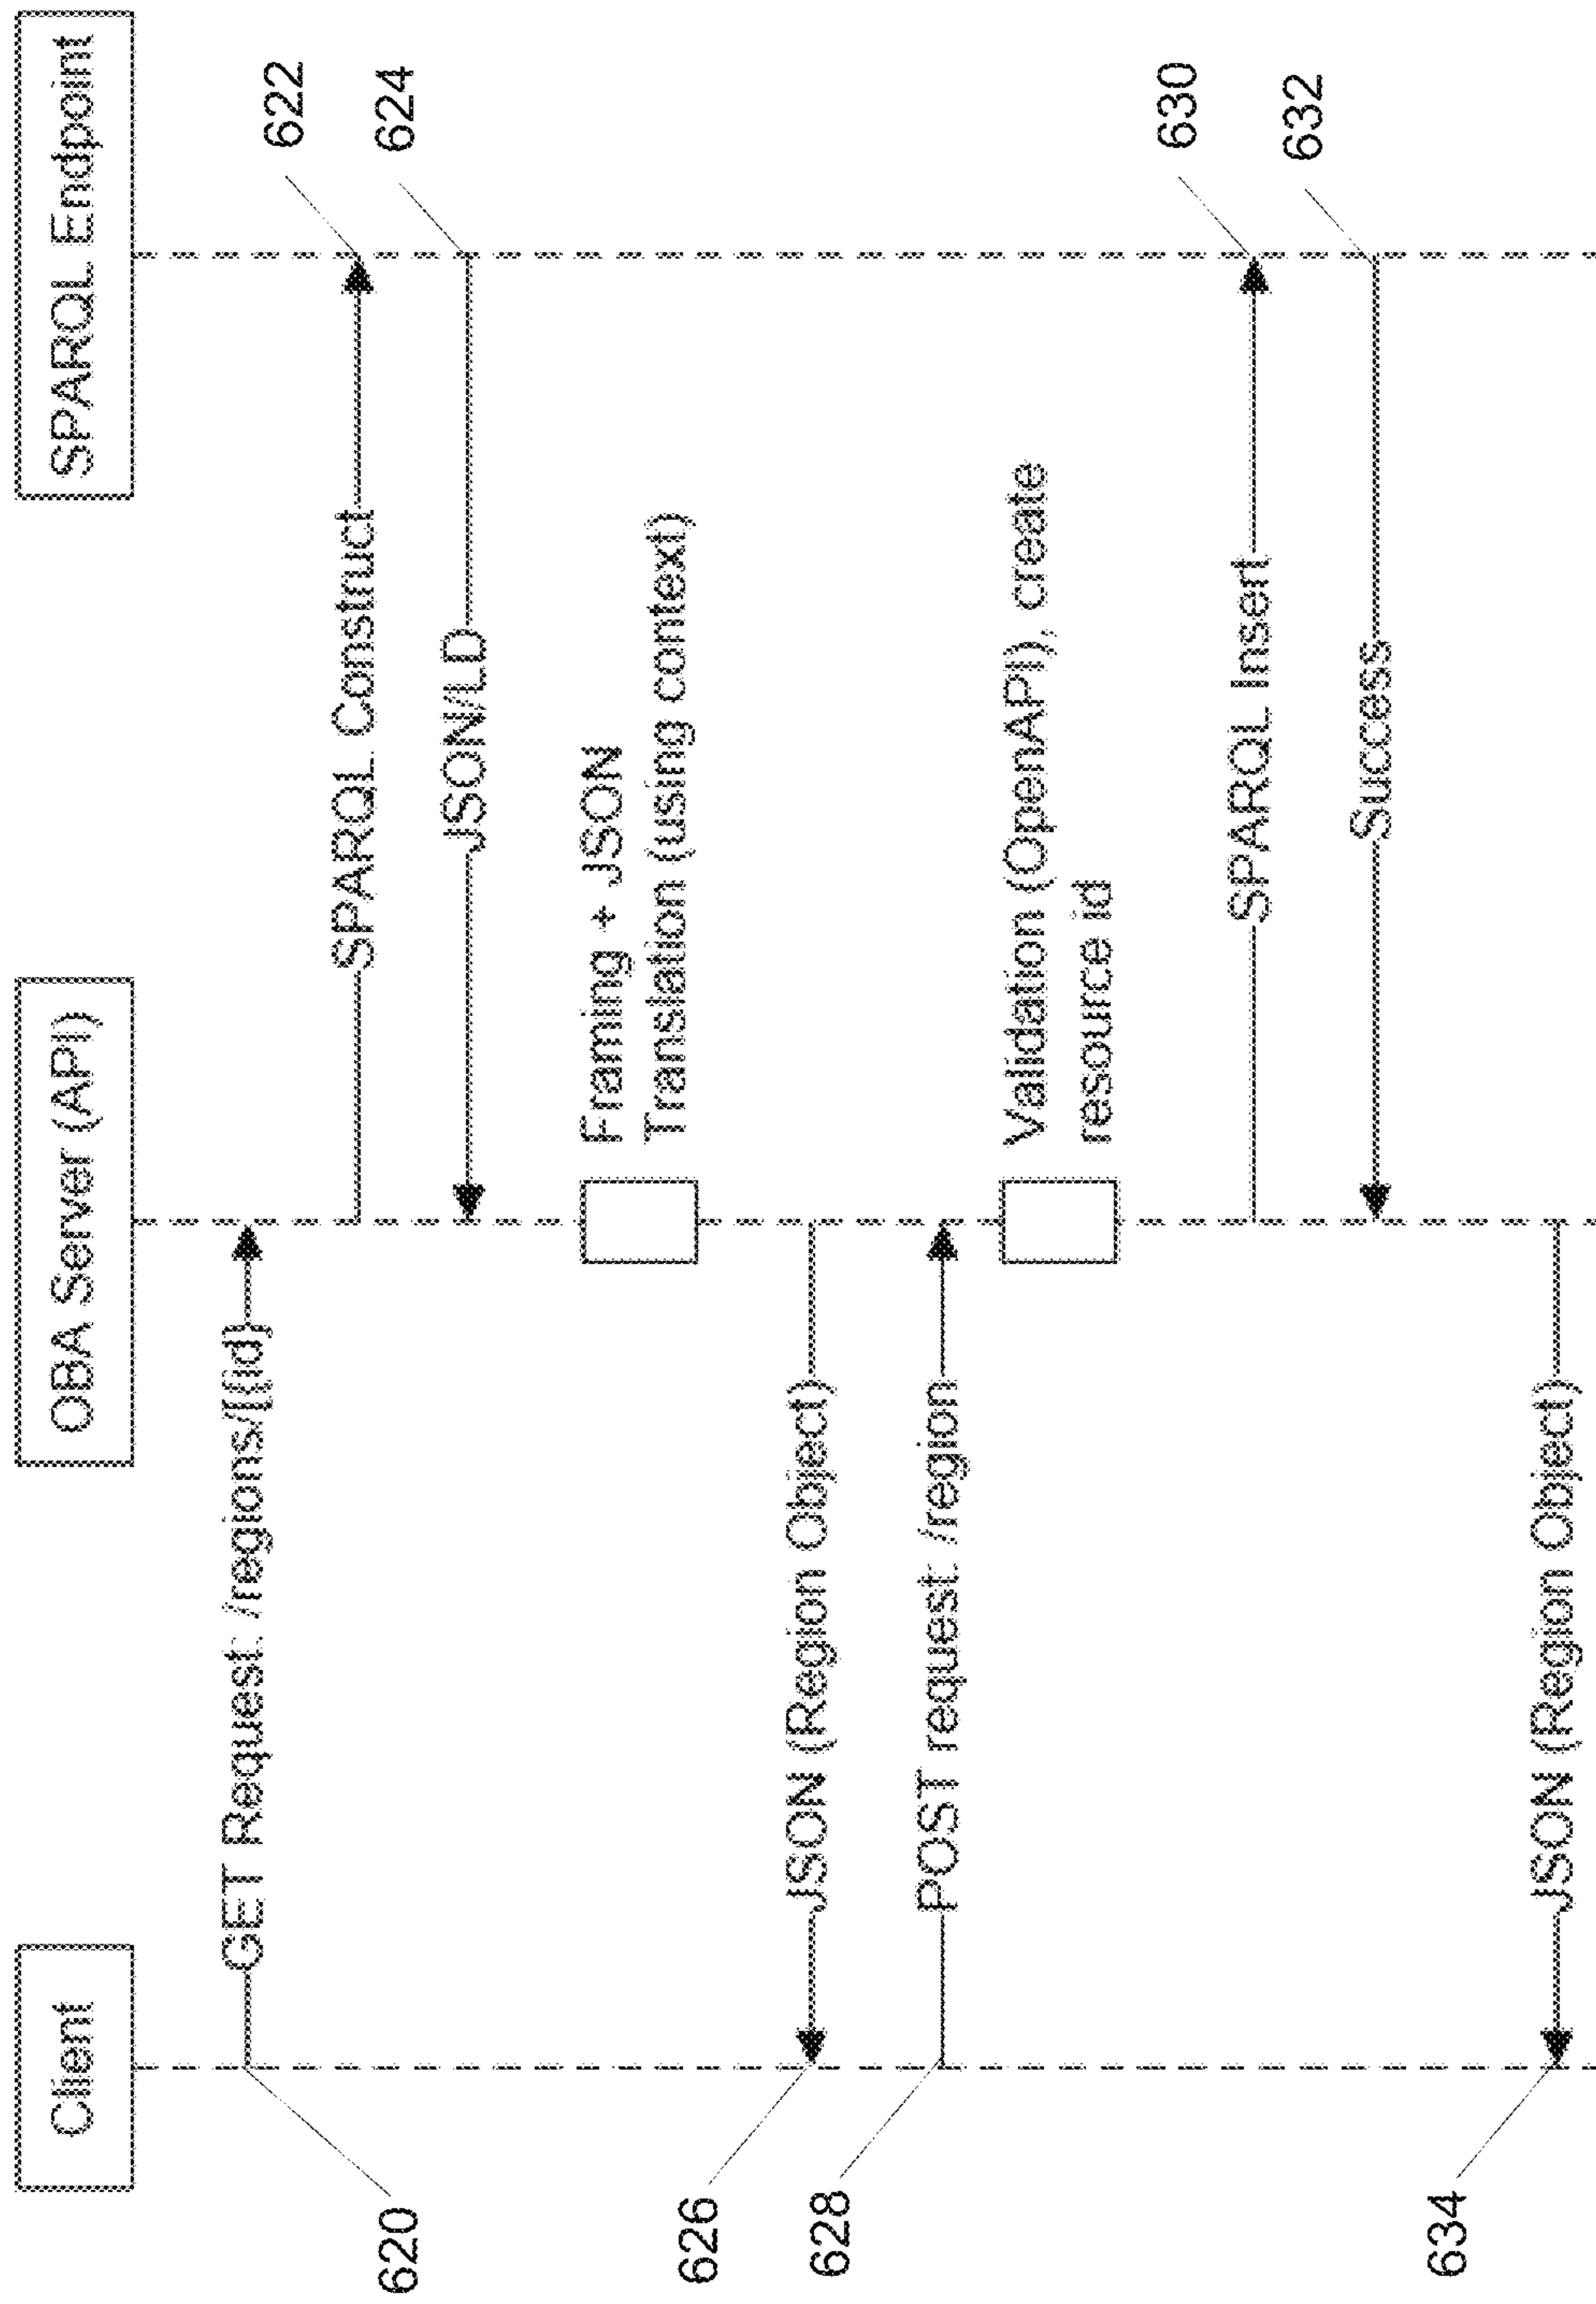 Client
OBA Server (API)
SPARQL Endpoint
620
GET Request: /regions/{{id}
SPARQL Construct
622
JSON/LD
624
Framing + JSON
Translation (using context)
626
JSON (Region Object)
628
POST request: /region
Validation (OpenAPI), create
resource id
SPARQL Insert
630
Success
632
634
JSON (Region Object)